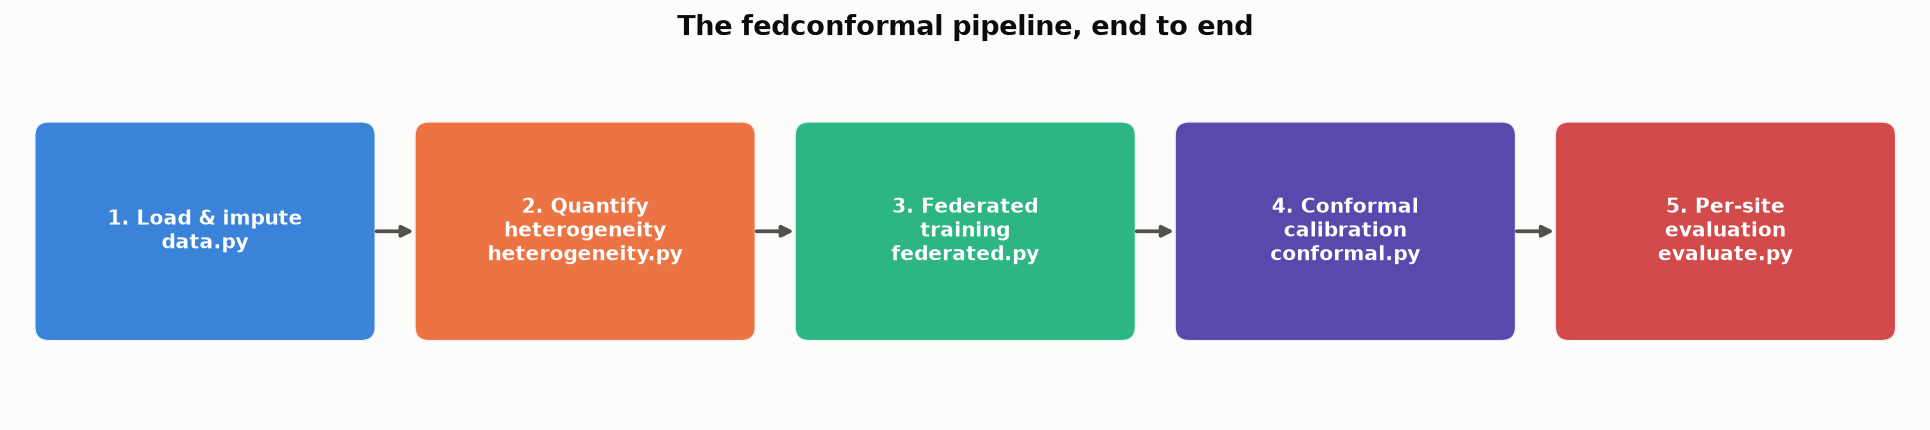 The fedconformal pipeline, end to end
1. Load & impute
data.py
2. Quantify
heterogeneity
heterogeneity.py
3. Federated
training
federated.py
4. Conformal
calibration
conformal.py
5. Per-site
evaluation
evaluate.py